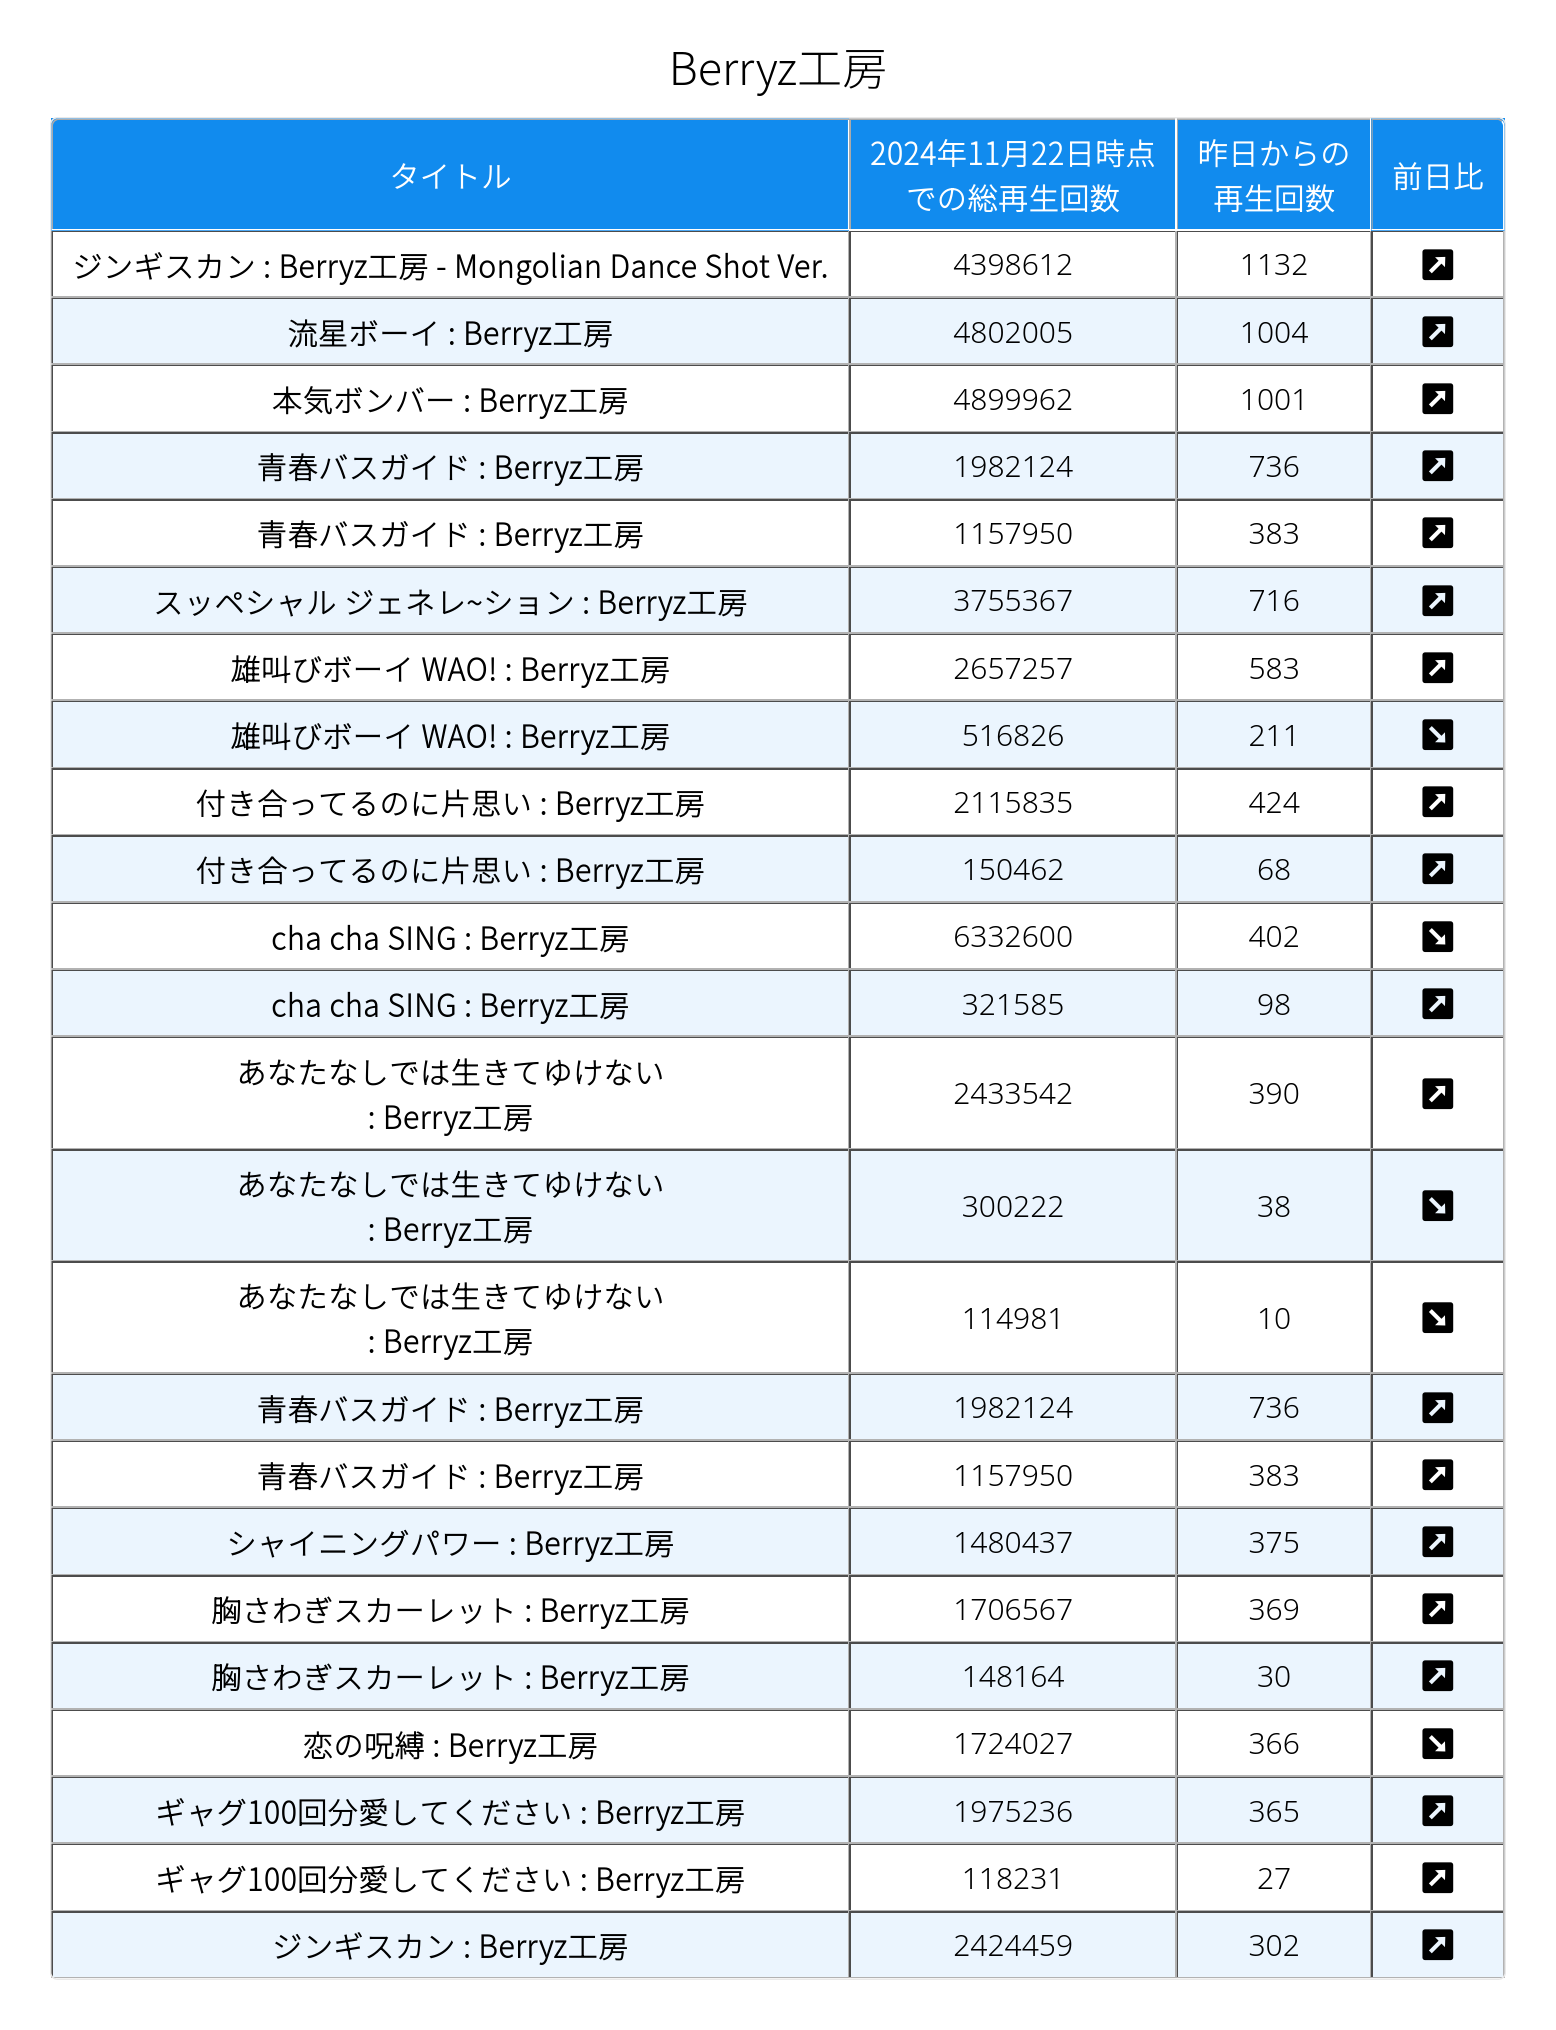 Berryz工房
タイトル 2024年11月22日時点での総再生回数 昨日からの再生回数 前日比
ジンギスカン : Berryz工房 - Mongolian Dance Shot Ver. 4398612 1132 ↗
流星ボーイ : Berryz工房 4802005 1004 ↗
本気ボンバー : Berryz工房 4899962 1001 ↗
青春バスガイド : Berryz工房 1982124 736 ↗
青春バスガイド : Berryz工房 1157950 383 ↗
スッペシャル ジェネレ~ション : Berryz工房 3755367 716 ↗
雄叫びボーイ WAO! : Berryz工房 2657257 583 ↗
雄叫びボーイ WAO! : Berryz工房 516826 211 ↘
付き合ってるのに片思い : Berryz工房 2115835 424 ↗
付き合ってるのに片思い : Berryz工房 150462 68 ↗
cha cha SING : Berryz工房 6332600 402 ↘
cha cha SING : Berryz工房 321585 98 ↗
あなたなしでは生きてゆけない
: Berryz工房 2433542 390 ↗
あなたなしでは生きてゆけない
: Berryz工房 300222 38 ↘
あなたなしでは生きてゆけない
: Berryz工房 114981 10 ↘
青春バスガイド : Berryz工房 1982124 736 ↗
青春バスガイド : Berryz工房 1157950 383 ↗
シャイニングパワー : Berryz工房 1480437 375 ↗
胸さわぎスカーレット : Berryz工房 1706567 369 ↗
胸さわぎスカーレット : Berryz工房 148164 30 ↗
恋の呪縛 : Berryz工房 1724027 366 ↘
ギャグ100回分愛してください : Berryz工房 1975236 365 ↗
ギャグ100回分愛してください : Berryz工房 118231 27 ↗
ジンギスカン : Berryz工房 2424459 302 ↗